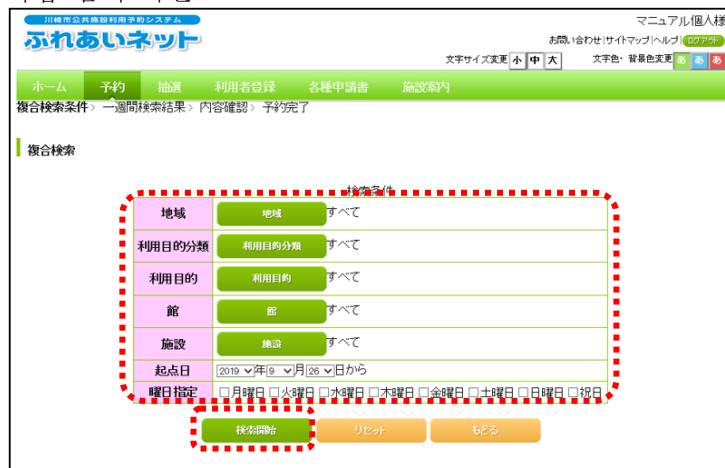 川崎市公共施設利用予約システム
ふれあいネット
マニュアル個人様
お問い合わせ|サイトマップ|ヘルプ|ログアウト
文字サイズ変更 小 中 大 文字色・背景色変更 あ あ あ
ホーム 予約 抽選 利用者登録 各種申請書 施設案内
複合検索条件> 一週間検索結果> 内容確認> 予約完了
複合検索
検索条件
地域 地域 すべて
利用目的分類 利用目的分類 すべて
利用目的 利用目的 すべて
館 館 すべて
施設 施設 すべて
起点日 2019 年 9 月 26 日から
曜日指定 □月曜日 □火曜日 □水曜日 □木曜日 □金曜日 □土曜日 □日曜日 □祝日
検索開始 リセット もどる